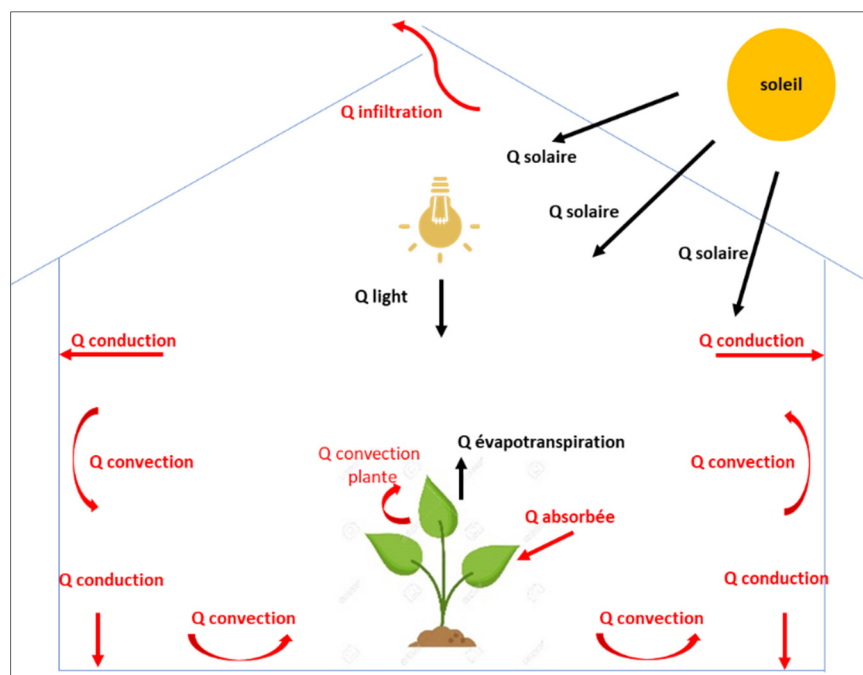 soleil
Q infiltration
Q solaire
Q solaire
Q solaire
Q light
Q conduction
Q conduction
Q évapotranspiration
Q convection
Q convection
plante
Q convection
Q absorbée
Q conduction
Q conduction
Q convection
Q convection